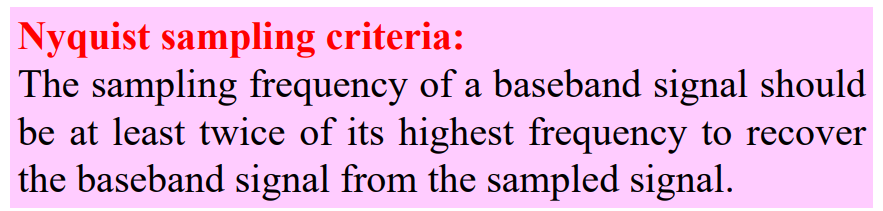 Nyquist sampling criteria:
The sampling frequency of a baseband signal should
be at least twice of its highest frequency to recover
the baseband signal from the sampled signal.